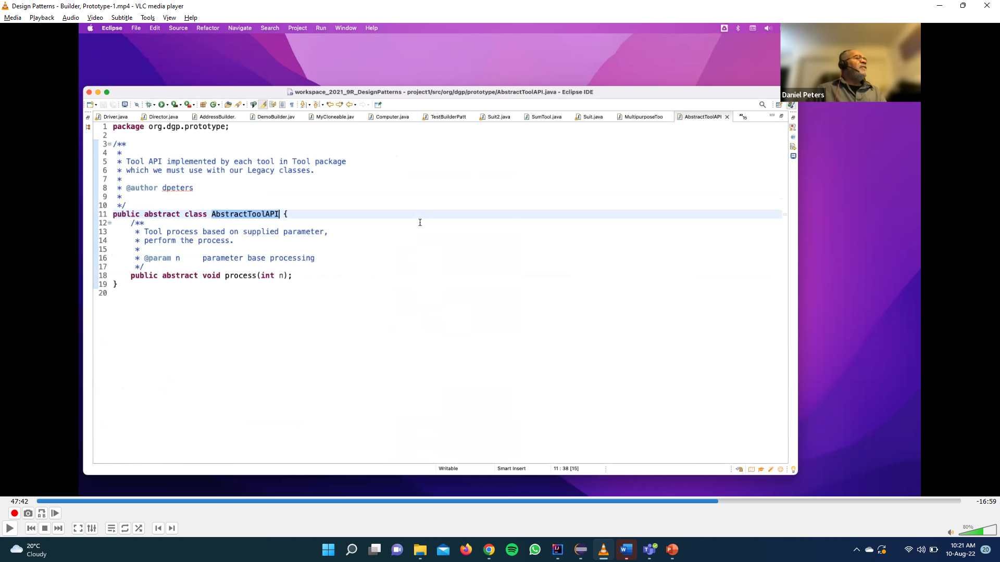 Design Patterns - Builder, Prototype-1.mp4 - VLC media player
Media Playback Audio Video Subtitle Tools View Help
Eclipse File Edit Source Refactor Navigate Search Project Run Window Help
Daniel Peters
workspace_2021_9R_DesignPatterns - project1/src/org/dgp/prototype/AbstractToolAPI.java - Eclipse IDE
Driver.java Director.java AddressBuilder. DemoBuilder.jav MyCloneable.jav Computer.java TestBuilderPatt Suit2.java SumTool.java Suit.java MultipurposeToo AbstractToolAPI »15
1 package org.dgp.prototype;
2
3 /**
4 *
5 * Tool API implemented by each tool in Tool package
6 * which we must use with our Legacy classes.
7 *
8 * @author dpeters
9 *
10 */
11 public abstract class AbstractToolAPI {
12 /**
13 * Tool process based on supplied parameter,
14 * perform the process.
15 *
16 * @param n parameter base processing
17 */
18 public abstract void process(int n);
19 }
20
Writable Smart Insert 11 : 38 [15]
47:42 -16:59
80%
20°C
Cloudy
10:21 AM
10-Aug-22
20